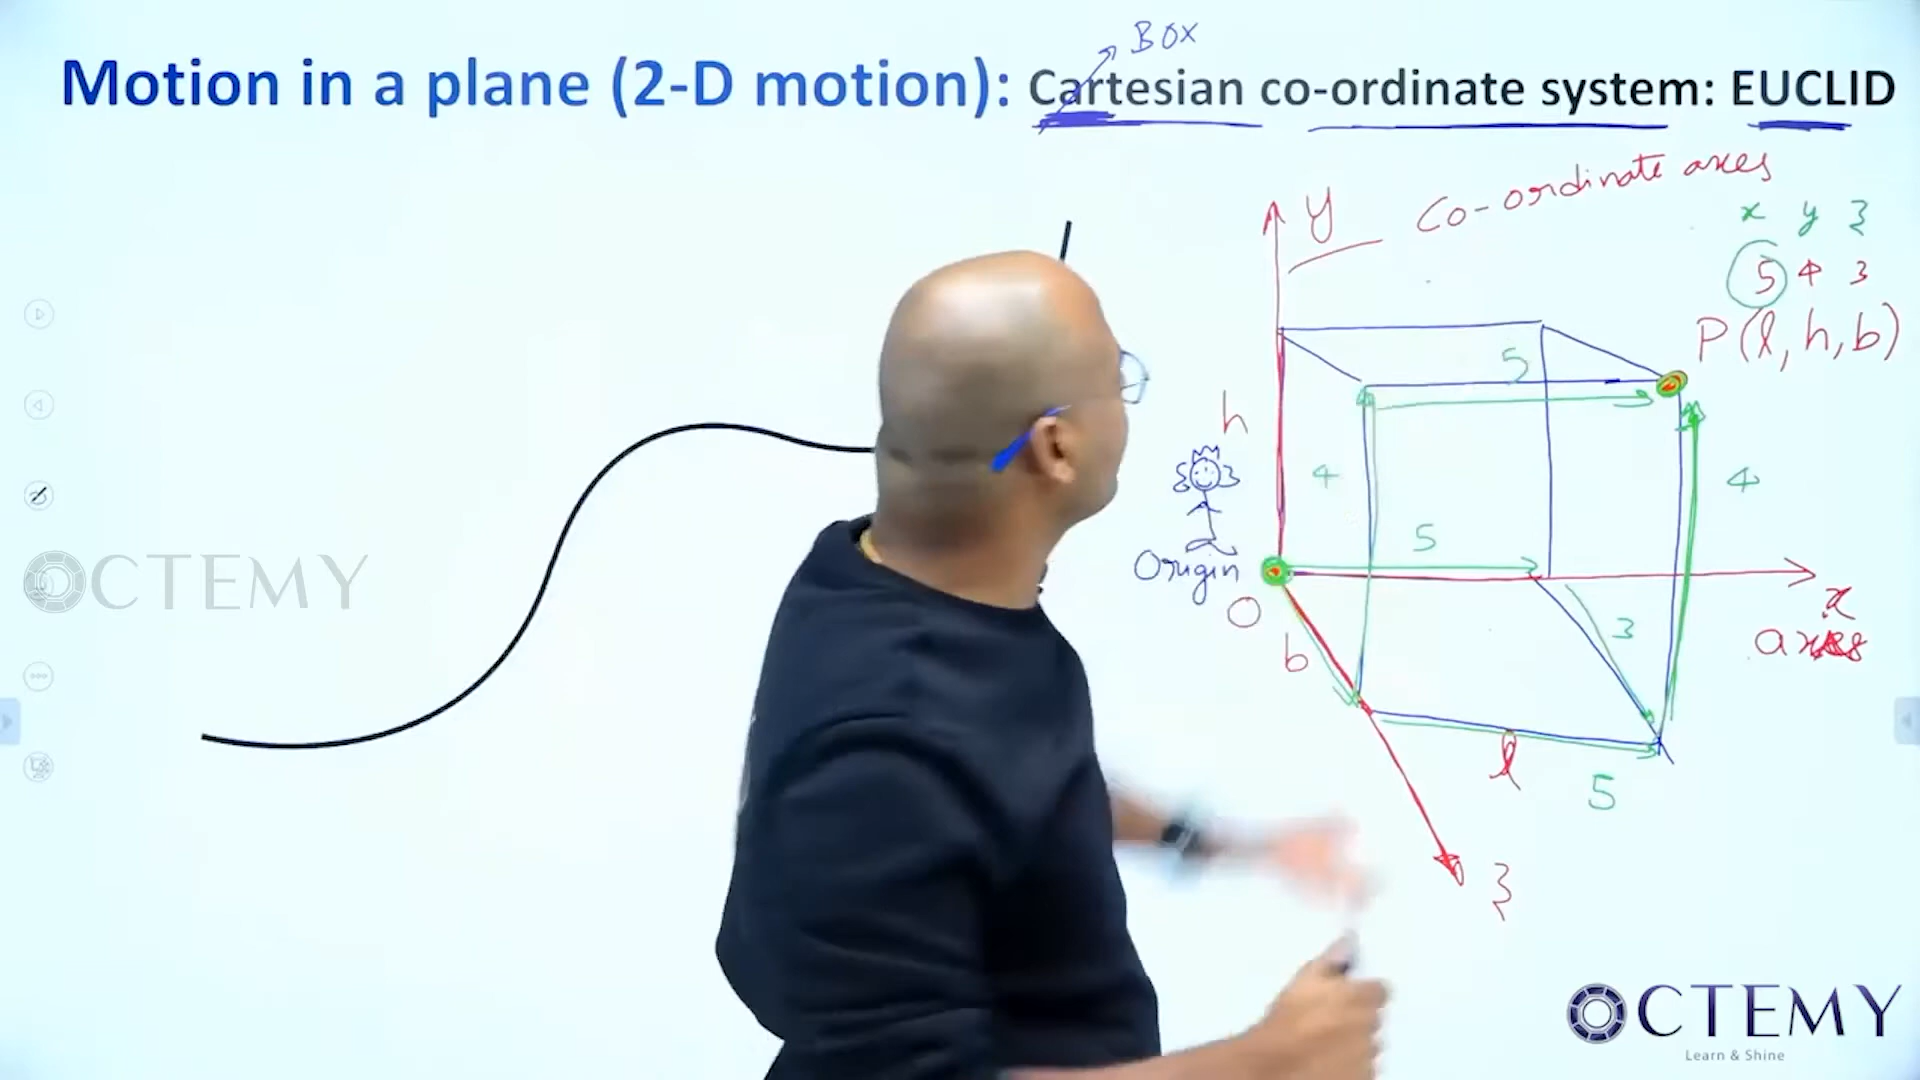 BOX
Motion in a plane (2-D motion): Cartesian co-ordinate system: EUCLID
Co-ordinate axes
y
x y z
5 4 3
P(l, h, b)
5
h
4
4
5
Origin
O
x
3
b
l
5
z
OCTEMY
OCTEMY
Learn & Shine